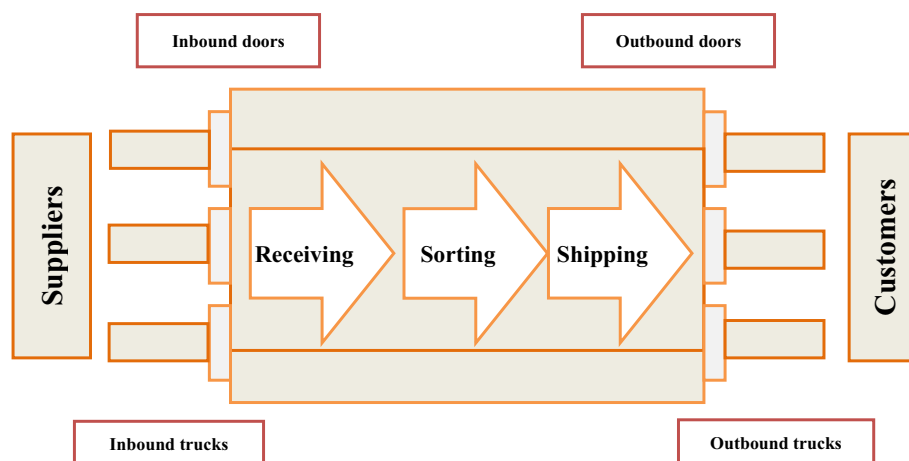 Inbound doors
Outbound doors
Suppliers
Receiving
Sorting
Shipping
Customers
Inbound trucks
Outbound trucks